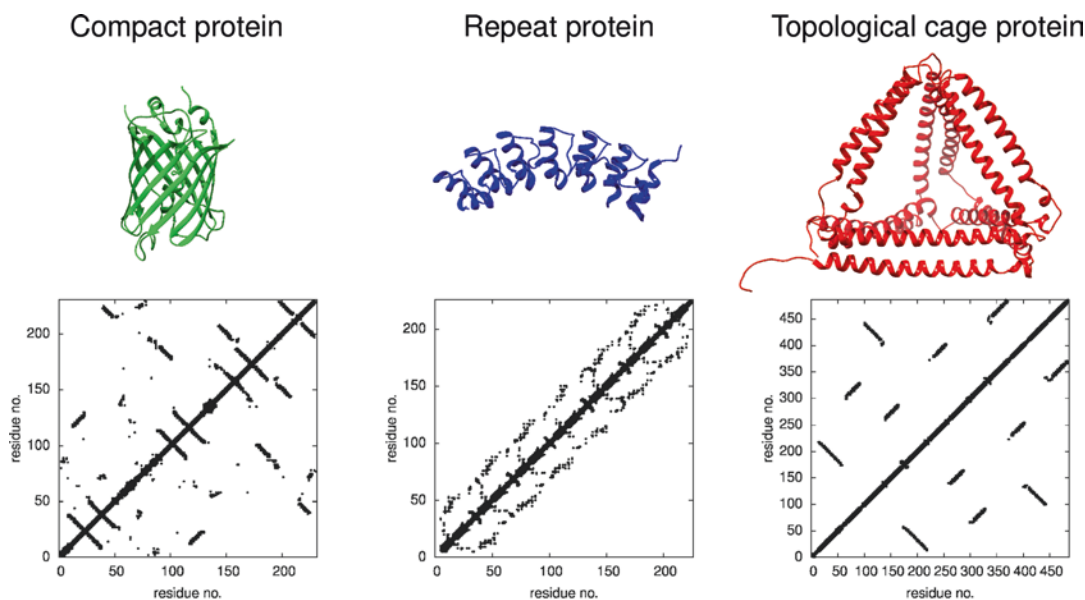 Compact protein
Repeat protein
Topological cage protein
200
150
100
50
0
0 50 100 150 200
residue no.
residue no.
200
150
100
50
0
0 50 100 150 200
residue no.
residue no.
450
400
350
300
250
200
150
100
50
0
0 50 100 150 200 250 300 350 400 450
residue no.
residue no.